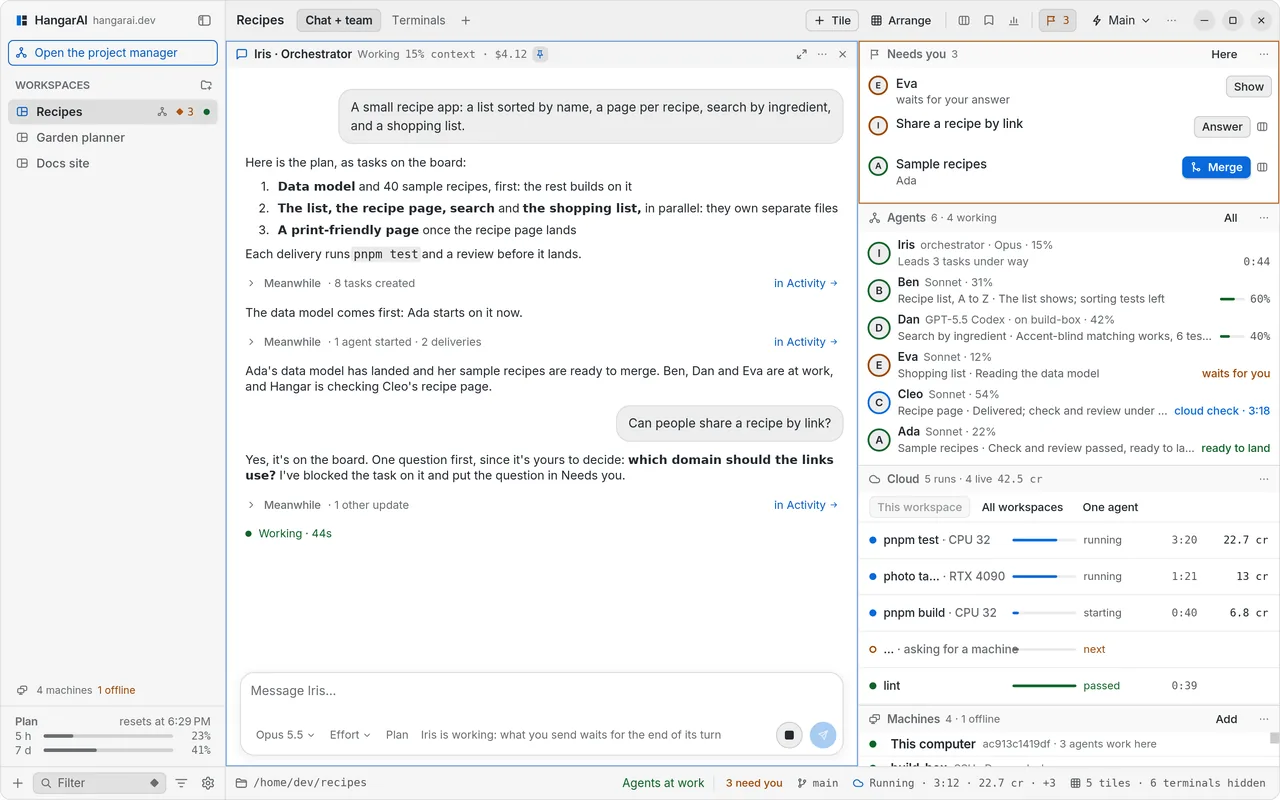 HangarAI hangarai.dev
Open the project manager
WORKSPACES
Recipes 3
Garden planner
Docs site
4 machines 1 offline
Plan resets at 6:29 PM
5 h 23%
7 d 41%
Filter
Recipes Chat + team Terminals
Tile Arrange 3 Main
Iris · Orchestrator Working 15% context · $4.12
A small recipe app: a list sorted by name, a page per recipe, search by ingredient,
and a shopping list.
Here is the plan, as tasks on the board:
1. Data model and 40 sample recipes, first: the rest builds on it
2. The list, the recipe page, search and the shopping list, in parallel: they own separate files
3. A print-friendly page once the recipe page lands
Each delivery runs pnpm test and a review before it lands.
Meanwhile · 8 tasks created in Activity →
The data model comes first: Ada starts on it now.
Meanwhile · 1 agent started · 2 deliveries in Activity →
Ada's data model has landed and her sample recipes are ready to merge. Ben, Dan and Eva are at work,
and Hangar is checking Cleo's recipe page.
Can people share a recipe by link?
Yes, it's on the board. One question first, since it's yours to decide: which domain should the links
use? I've blocked the task on it and put the question in Needs you.
Meanwhile · 1 other update in Activity →
Working · 44s
Message Iris...
Opus 5.5 Effort Plan Iris is working: what you send waits for the end of its turn
Needs you 3 Here
E Eva Show
waits for your answer
I Share a recipe by link Answer
A Sample recipes Merge
Ada
Agents 6 · 4 working All
I Iris orchestrator · Opus · 15%
Leads 3 tasks under way 0:44
B Ben Sonnet · 31%
Recipe list, A to Z · The list shows; sorting tests left 60%
D Dan GPT-5.5 Codex · on build-box · 42%
Search by ingredient · Accent-blind matching works, 6 tes... 40%
E Eva Sonnet · 12%
Shopping list · Reading the data model waits for you
C Cleo Sonnet · 54%
Recipe page · Delivered; check and review under ... cloud check · 3:18
A Ada Sonnet · 22%
Sample recipes · Check and review passed, ready to la... ready to land
Cloud 5 runs · 4 live 42.5 cr
This workspace All workspaces One agent
pnpm test · CPU 32 running 3:20 22.7 cr
photo ta... · RTX 4090 running 1:21 13 cr
pnpm build · CPU 32 starting 0:40 6.8 cr
... · asking for a machine next
lint passed 0:39
Machines 4 · 1 offline Add
This computer ac913c1419df · 3 agents work here
/home/dev/recipes Agents at work 3 need you main Running · 3:12 · 22.7 cr · +3 5 tiles · 6 terminals hidden